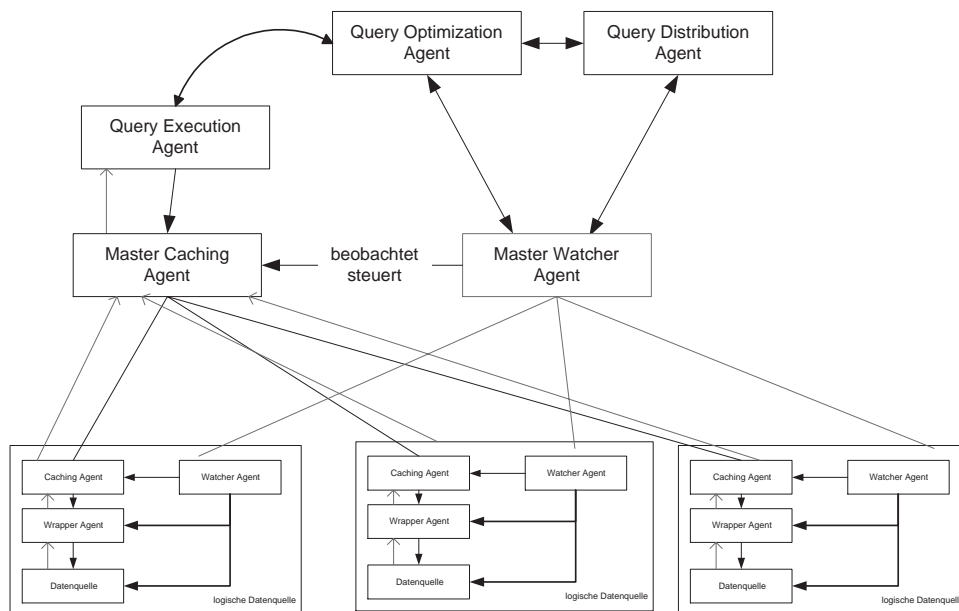 Query Optimization
Agent
Query Distribution
Agent
Query Execution
Agent
Master Caching
Agent
beobachtet
steuert
Master Watcher
Agent
Caching Agent
Watcher Agent
Wrapper Agent
Datenquelle
logische Datenquelle
Caching Agent
Watcher Agent
Wrapper Agent
Datenquelle
logische Datenquelle
Caching Agent
Watcher Agent
Wrapper Agent
Datenquelle
logische Datenquelle